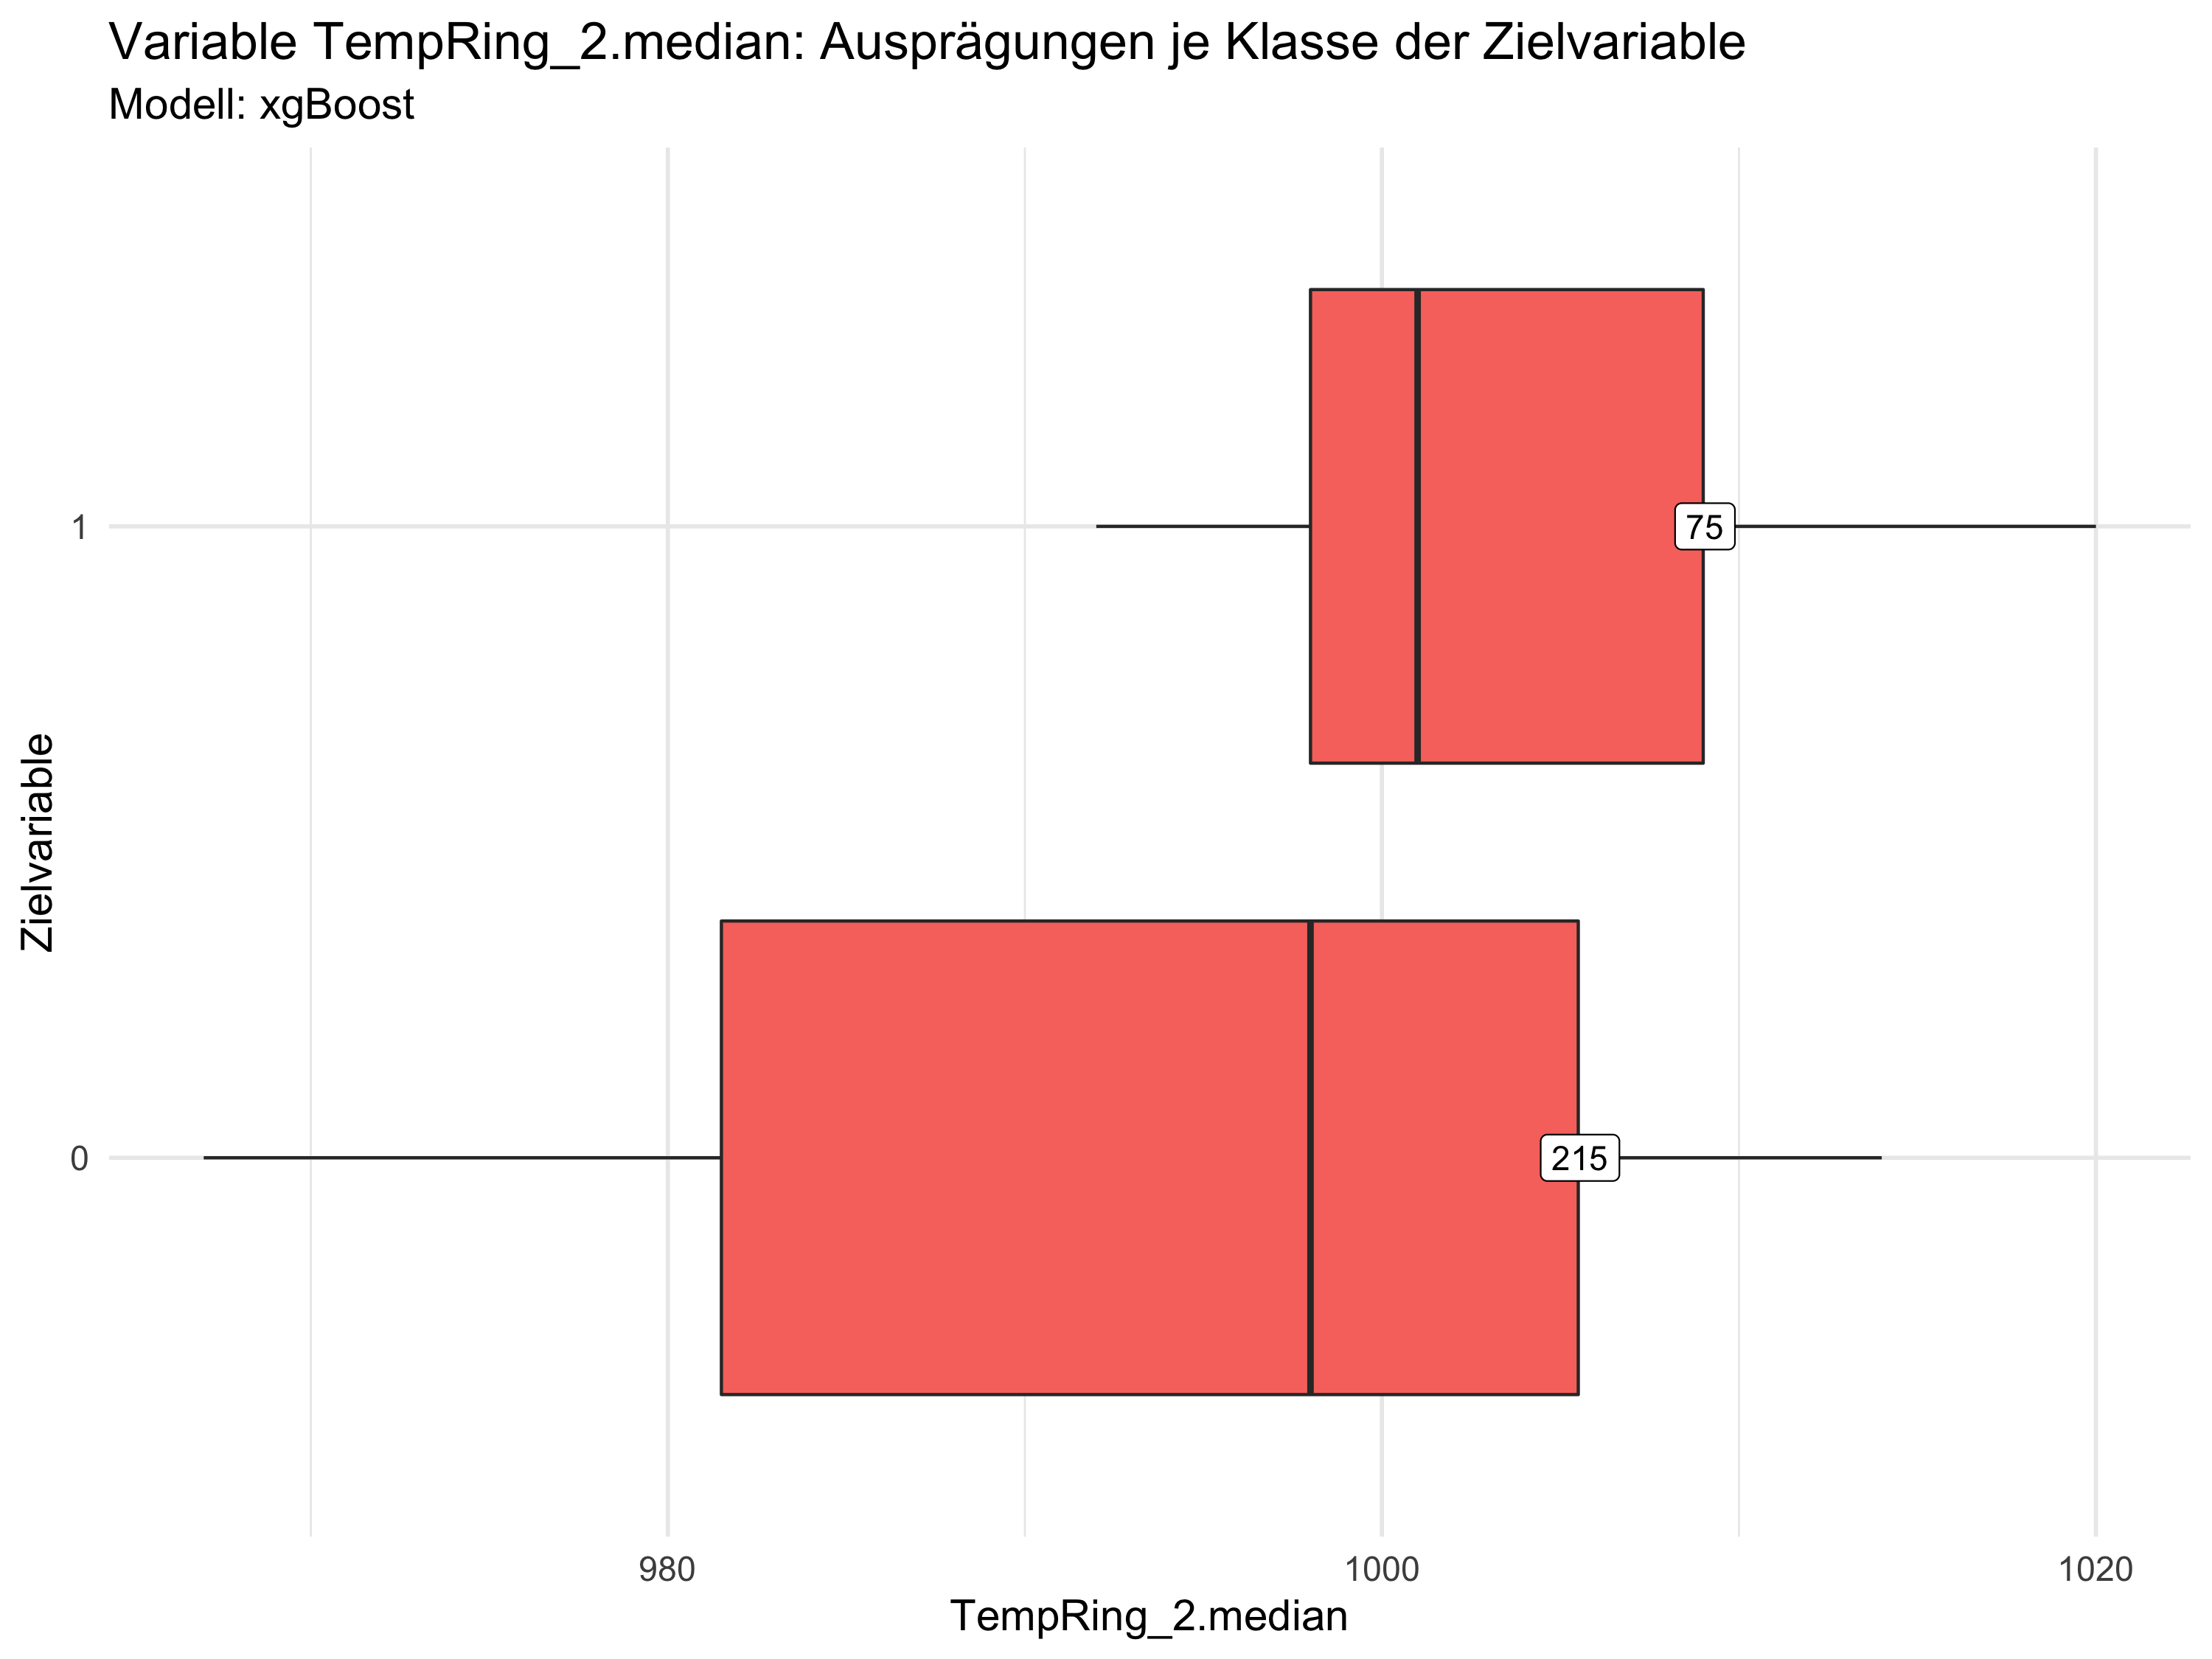 Variable TempRing_2.median: Ausprägungen je Klasse der Zielvariable
Modell: xgBoost
Zielvariable
1
75
0
215
980
1000
1020
TempRing_2.median